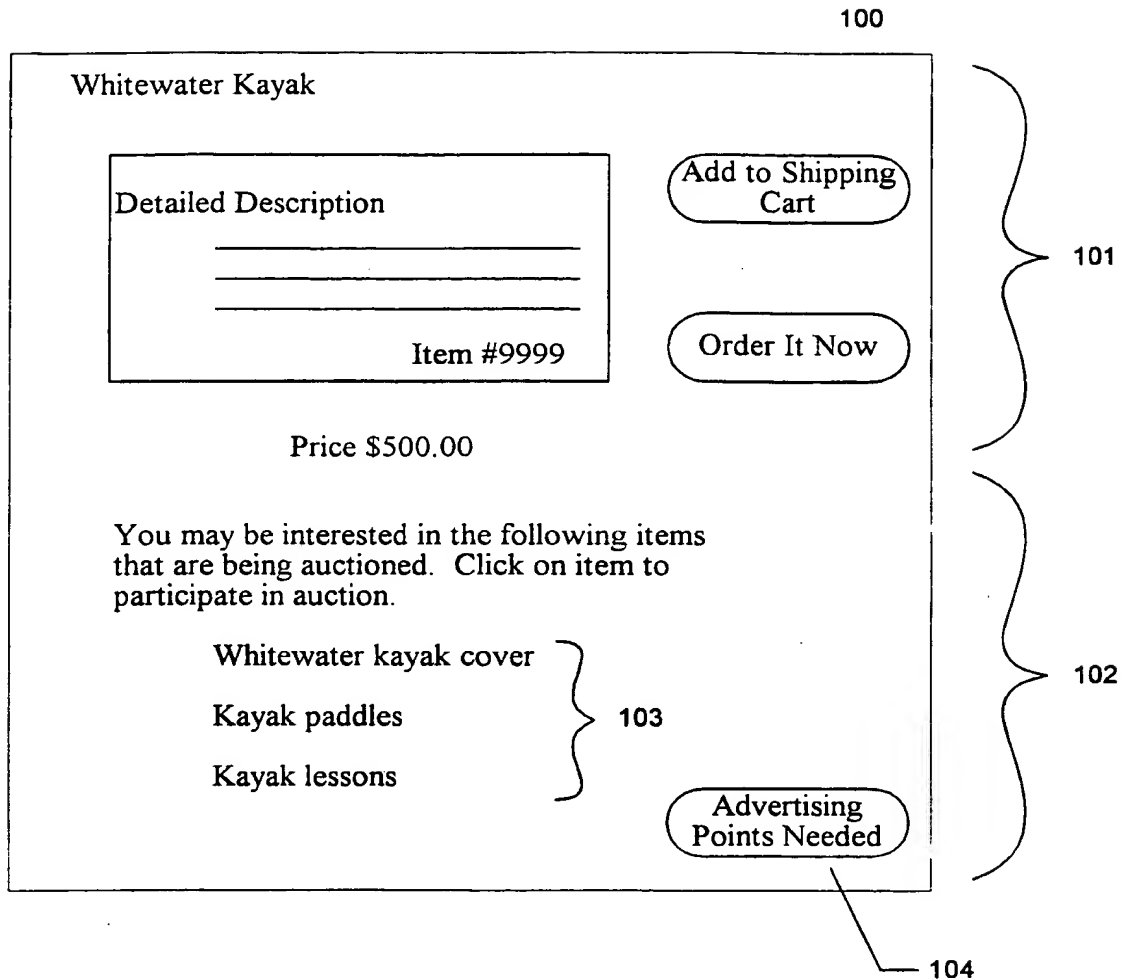 100
Whitewater Kayak
Detailed Description
Item #9999
Add to Shipping
Cart
Order It Now
101
Price $500.00
You may be interested in the following items
that are being auctioned. Click on item to
participate in auction.
Whitewater kayak cover
Kayak paddles
Kayak lessons
103
102
Advertising
Points Needed
104